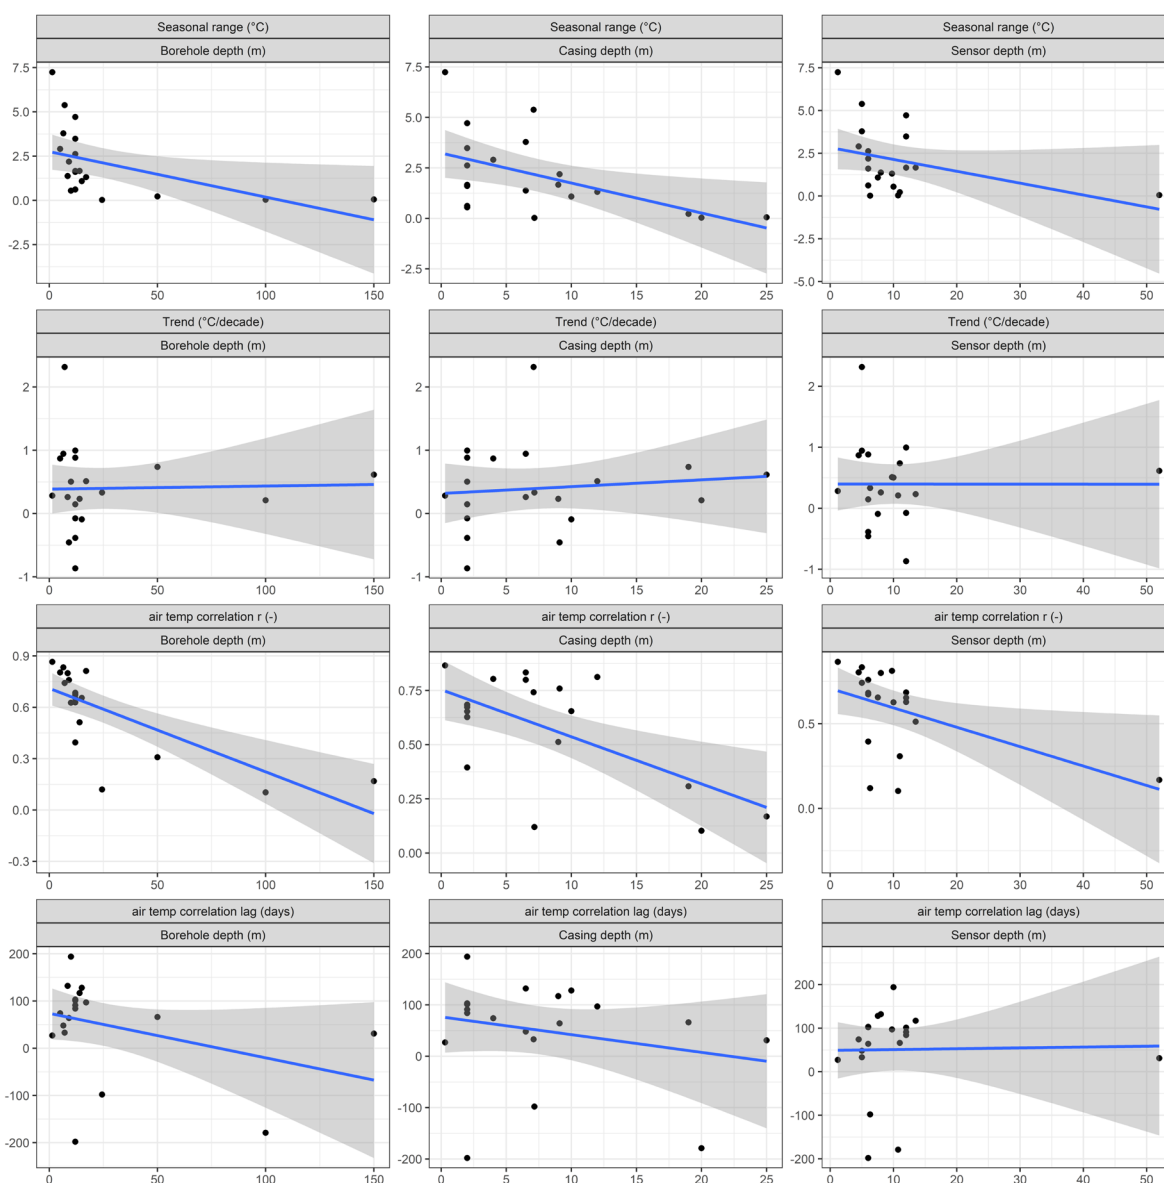 Seasonal range (°C) Seasonal range (°C) Seasonal range (°C)
Borehole depth (m) Casing depth (m) Sensor depth (m)
7.5 7.5 7.5
5.0 5.0 5.0
2.5 2.5 2.5
0.0 0.0 0.0
-2.5 -2.5 -2.5
-5.0
0 50 100 150 0 5 10 15 20 25 0 10 20 30 40 50
Trend (°C/decade) Trend (°C/decade) Trend (°C/decade)
Borehole depth (m) Casing depth (m) Sensor depth (m)
2 2 2
1 1 1
0 0 0
-1 -1 -1
0 50 100 150 0 5 10 15 20 25 0 10 20 30 40 50
air temp correlation r (-) air temp correlation r (-) air temp correlation r (-)
Borehole depth (m) Casing depth (m) Sensor depth (m)
0.9 0.75 0.5
0.6 0.50 0.0
0.3 0.25
0.0 0.00
-0.3
0 50 100 150 0 5 10 15 20 25 0 10 20 30 40 50
air temp correlation lag (days) air temp correlation lag (days) air temp correlation lag (days)
Borehole depth (m) Casing depth (m) Sensor depth (m)
200 200 200
100 100 100
0 0 0
-100 -100 -100
-200 -200 -200
0 50 100 150 0 5 10 15 20 25 0 10 20 30 40 50